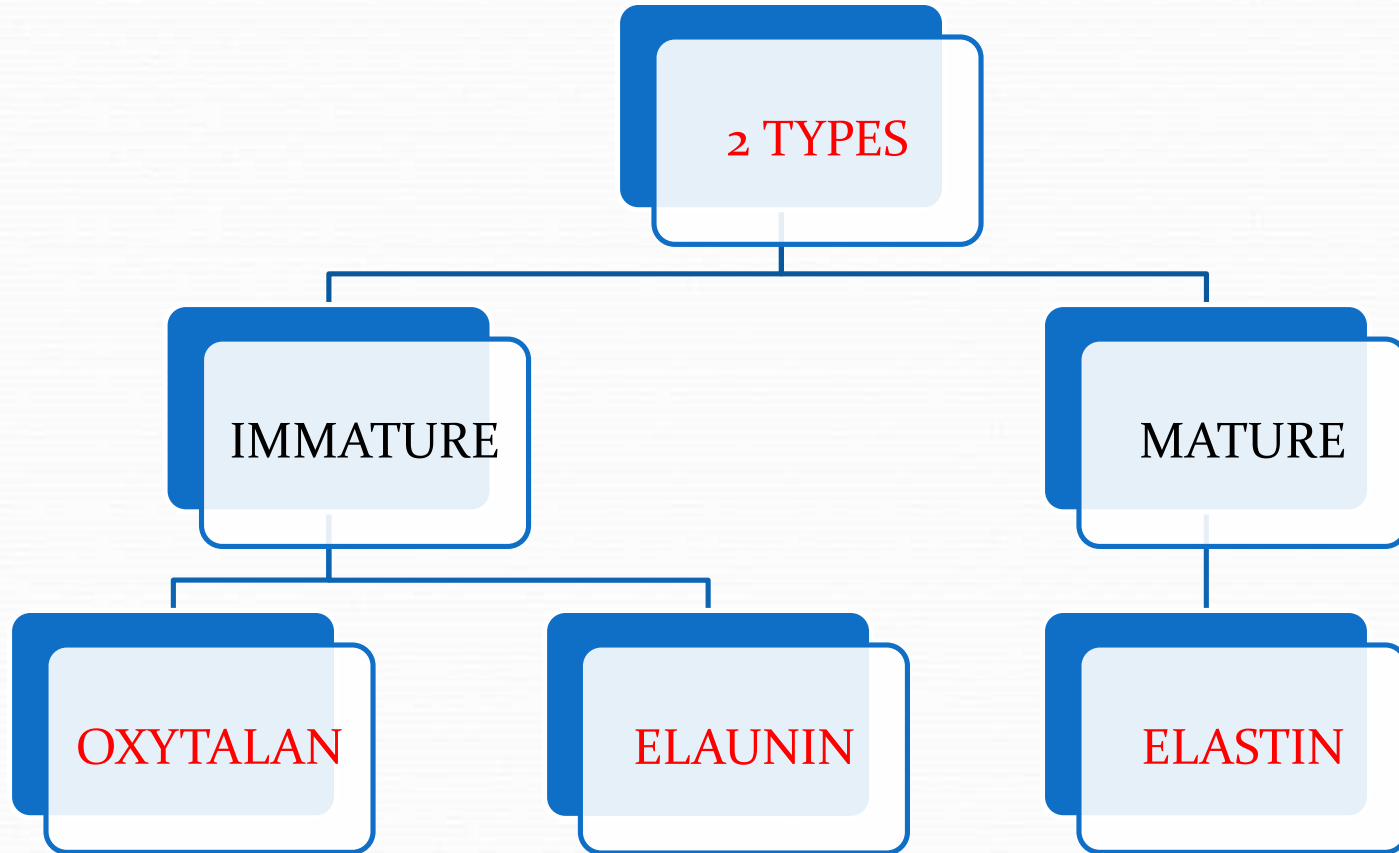 2 TYPES
IMMATURE
MATURE
OXYTALAN
ELAUNIN
ELASTIN